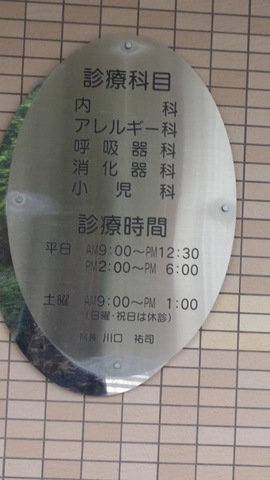 診療科目
内科
アレルギー科
呼吸器科
消化器科
小児科
診療時間
平日 AM9:00～PM12:30
PM2:00～PM 6:00
土曜 AM9:00～PM 1:00
(日曜・祝日は休診)
院長 川口 祐司